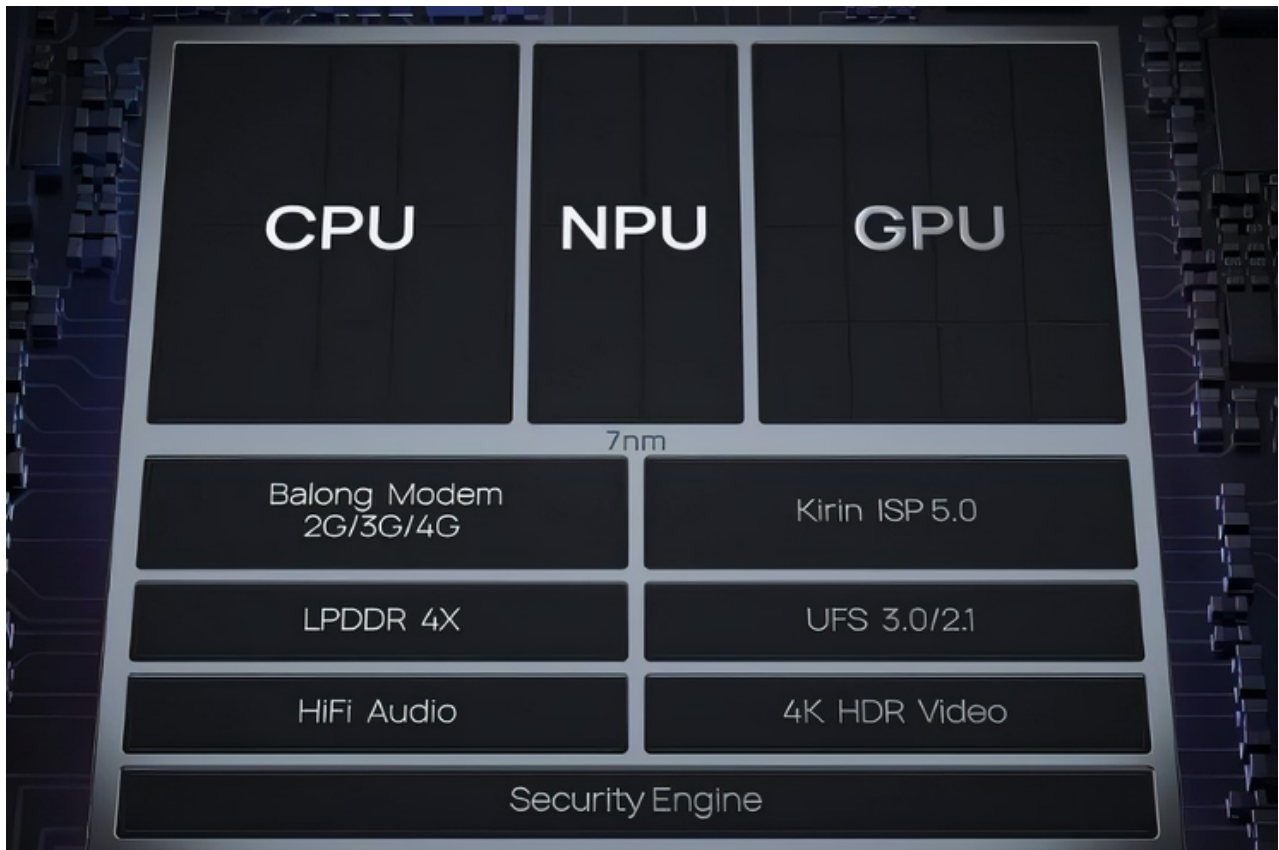 CPU
NPU
GPU
7nm
Balong Modem
2G/3G/4G
Kirin ISP 5.0
LPDDR 4X
UFS 3.0/2.1
HiFi Audio
4K HDR Video
Security Engine